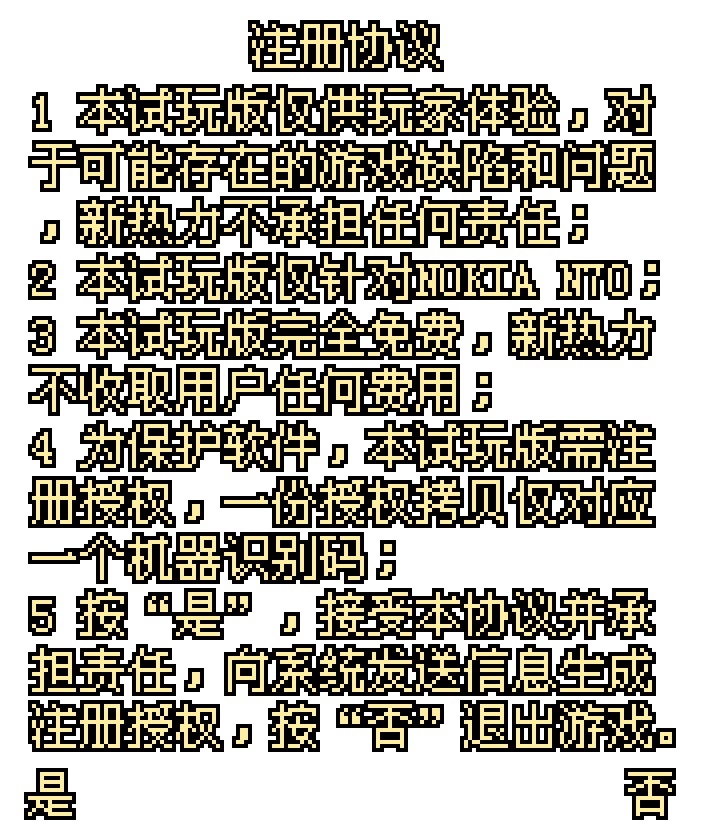 注册协议
1 本试玩版仅供玩家体验，对
于可能存在的游戏缺陷和问题
，新热力不承担任何责任；
2 本试玩版仅针对NOKIA N70；
3 本试玩版完全免费，新热力
不收取用户任何费用；
4 为保护软件，本试玩版需注
册授权，一份授权拷贝仅对应
一个机器识别码；
5 按“是”，接受本协议并承
担责任，向系统发送信息生成
注册授权，按“否”退出游戏。
是 否